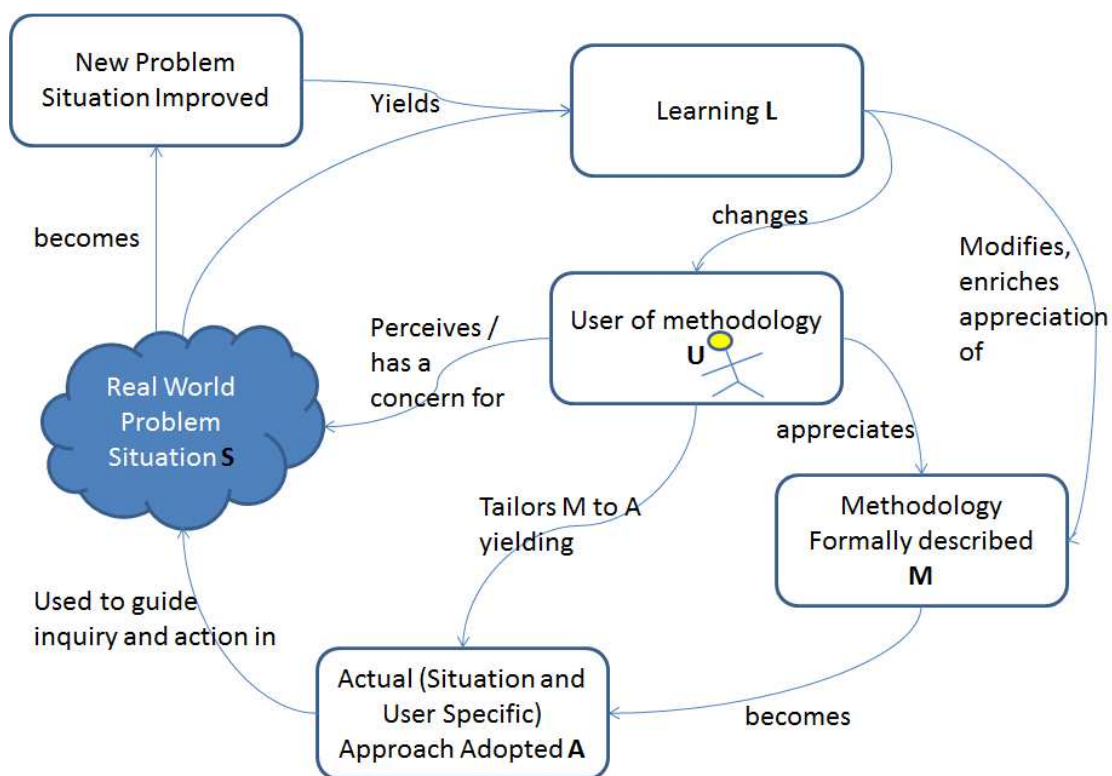 New Problem
Situation Improved
Yields
Learning L
becomes
changes
Modifies,
enriches
appreciation
of
Perceives /
has a
concern for
User of methodology
U
Real World
Problem
Situation S
appreciates
Tailors M to A
yielding
Methodology
Formally described
M
Used to guide
inquiry and action in
Actual (Situation and
User Specific)
Approach Adopted A
becomes